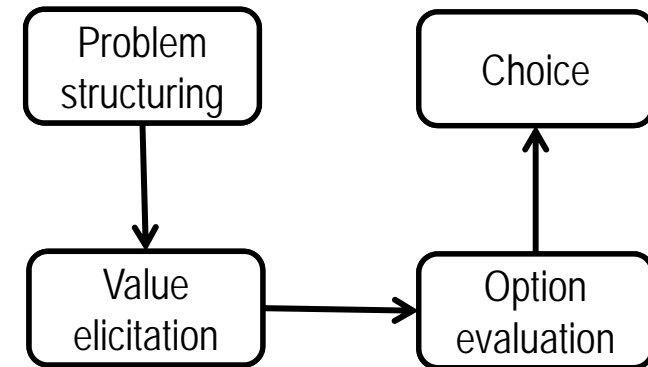 Problem
structuring
Value
elicitation
Option
evaluation
Choice